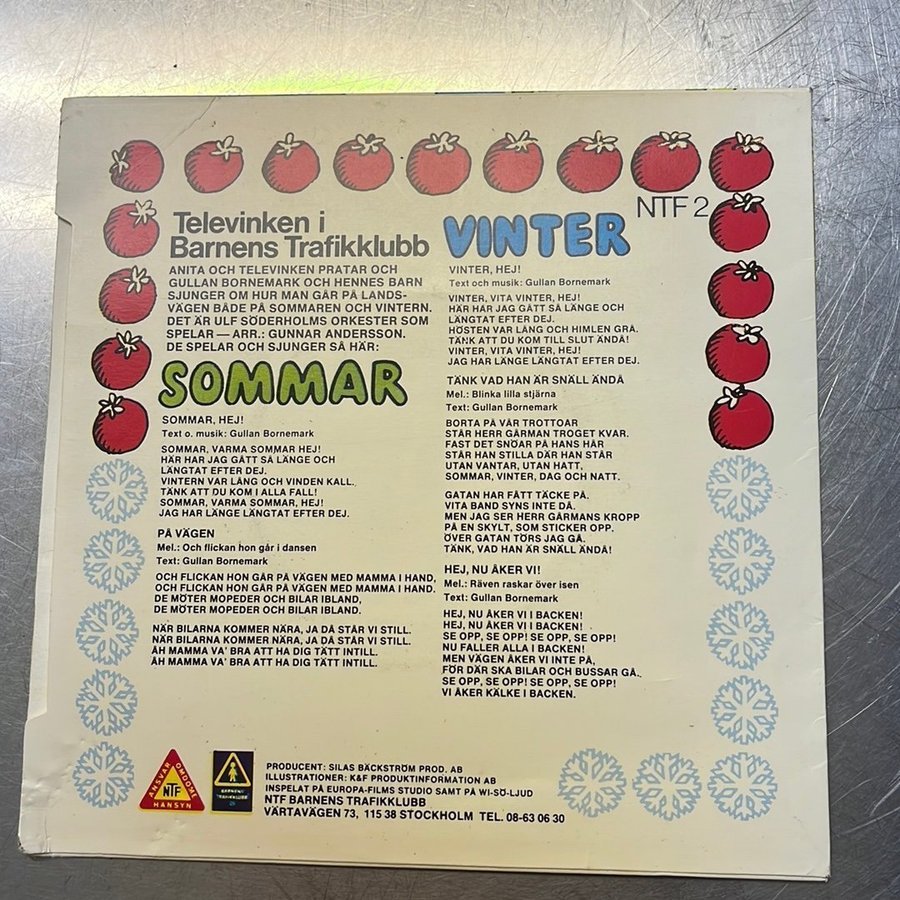 Televinken i
Barnens Trafikklubb
ANITA OCH TELEVINKEN PRATAR OCH
GULLAN BORNEMARK OCH HENNES BARN
SJUNGER OM HUR MAN GÅR PÅ LANDS-
VÄGEN BÅDE PÅ SOMMAREN OCH VINTERN.
DET ÄR ULF SÖDERHOLMS ORKESTER SOM
SPELAR — ARR.: GUNNAR ANDERSSON.
DE SPELAR OCH SJUNGER SÅ HÄR:
SOMMAR
SOMMAR, HEJ!
Text o. musik: Gullan Bornemark
SOMMAR, VARMA SOMMAR HEJ!
HÄR HAR JAG GÅTT SÅ LÄNGE OCH
LÄNGTAT EFTER DEJ.
VINTERN VAR LÅNG OCH VINDEN KALL.
TÄNK ATT DU KOM I ALLA FALL!
SOMMAR, VARMA SOMMAR, HEJ!
JAG HAR LÄNGE LÄNGTAT EFTER DEJ.
PÅ VÄGEN
Mel.: Och flickan hon går i dansen
Text: Gullan Bornemark
OCH FLICKAN HON GÅR PÅ VÄGEN MED MAMMA I HAND,
OCH FLICKAN HON GÅR PÅ VÄGEN MED MAMMA I HAND.
DE MÖTER MOPEDER OCH BILAR IBLAND,
DE MÖTER MOPEDER OCH BILAR IBLAND.
NÄR BILARNA KOMMER NÄRA, JA DÅ STÅR VI STILL.
NÄR BILARNA KOMMER NÄRA, JA DÅ STÅR VI STILL.
ÅH MAMMA VA' BRA ATT HA DIG TÄTT INTILL.
ÅH MAMMA VA' BRA ATT HA DIG TÄTT INTILL.
NTF 2
VINTER
VINTER, HEJ!
Text och musik: Gullan Bornemark
VINTER, VITA VINTER, HEJ!
HÄR HAR JAG GÅTT SÅ LÄNGE OCH
LÄNGTAT EFTER DEJ.
HÖSTEN VAR LÅNG OCH HIMLEN GRÅ.
TÄNK ATT DU KOM TILL SLUT ÄNDÅ!
VINTER, VITA VINTER, HEJ!
JAG HAR LÄNGE LÄNGTAT EFTER DEJ.
TÄNK VAD HAN ÄR SNÄLL ÄNDÅ
Mel.: Blinka lilla stjärna
Text: Gullan Bornemark
BORTA PÅ VÅR TROTTOAR
STÅR HERR GÅRMAN TROGET KVAR.
FAST DET SNÖAR PÅ HANS HÅR
STÅR HAN STILLA DÄR HAN STÅR
UTAN VANTAR, UTAN HATT,
SOMMAR, VINTER, DAG OCH NATT.
GATAN HAR FÅTT TÄCKE PÅ.
VITA BAND SYNS INTE DÅ.
MEN JAG SER HERR GÅRMANS KROPP
PÅ EN SKYLT, SOM STICKER OPP.
ÖVER GATAN TÖRS JAG GÅ.
TÄNK, VAD HAN ÄR SNÄLL ÄNDÅ!
HEJ, NU ÅKER VI!
Mel.: Räven raskar över isen
Text: Gullan Bornemark
HEJ, NU ÅKER VI I BACKEN!
HEJ, NU ÅKER VI I BACKEN!
SE OPP, SE OPP! SE OPP, SE OPP!
NU FALLER ALLA I BACKEN!
MEN VÄGEN ÅKER VI INTE PÅ,
FÖR DÄR SKA BILAR OCH BUSSAR GÅ.
SE OPP, SE OPP! SE OPP, SE OPP!
VI ÅKER KÄLKE I BACKEN.
ANSVAR OMDÖME
NTF
HÄNSYN
BARNENS
TRAFIKKLUBB
PRODUCENT: SILAS BÄCKSTRÖM PROD. AB
ILLUSTRATIONER: K&F PRODUKTINFORMATION AB
INSPELAT PÅ EUROPA-FILMS STUDIO SAMT PÅ WI-SÖ-LJUD
NTF BARNENS TRAFIKKLUBB
VÄRTAVÄGEN 73, 115 38 STOCKHOLM TEL. 08-63 06 30